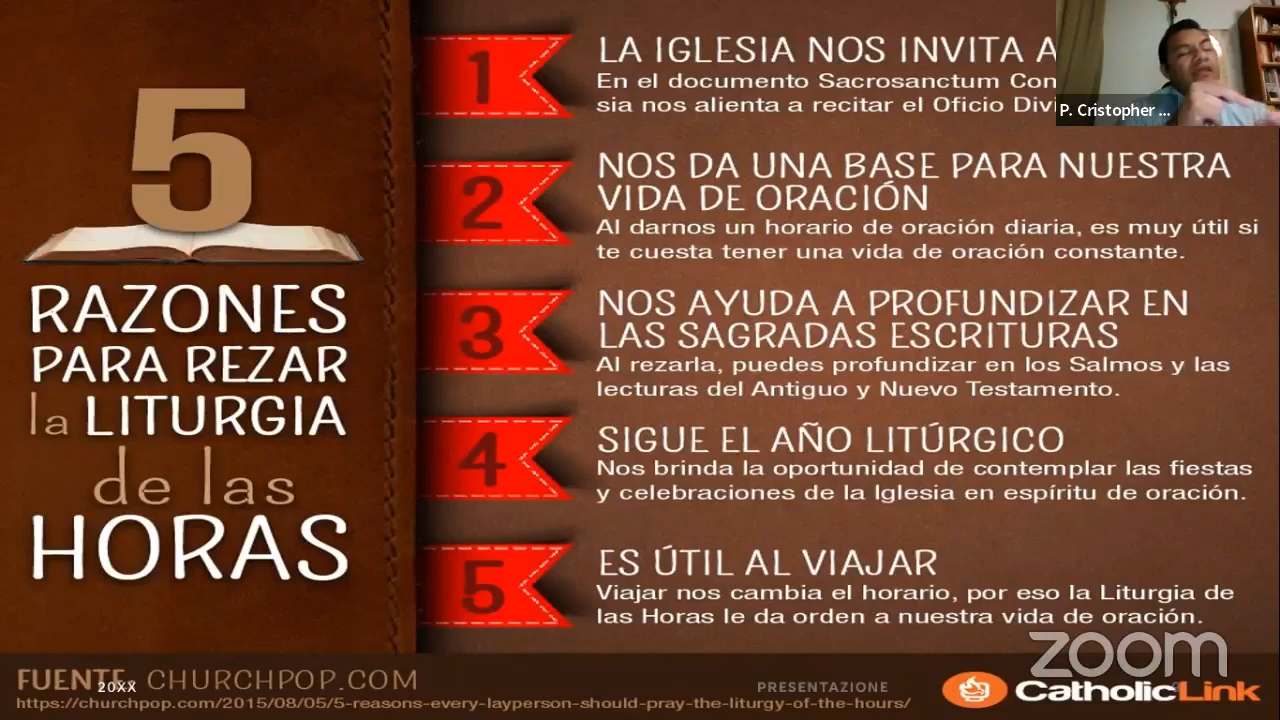 5
RAZONES
PARA REZAR
la LITURGIA
de las
HORAS
1
LA IGLESIA NOS INVITA A
En el documento Sacrosanctum Con
sia nos alienta a recitar el Oficio Divi
P. Cristopher ...
2
NOS DA UNA BASE PARA NUESTRA
VIDA DE ORACIÓN
Al darnos un horario de oración diaria, es muy útil si
te cuesta tener una vida de oración constante.
3
NOS AYUDA A PROFUNDIZAR EN
LAS SAGRADAS ESCRITURAS
Al rezarla, puedes profundizar en los Salmos y las
lecturas del Antiguo y Nuevo Testamento.
4
SIGUE EL AÑO LITÚRGICO
Nos brinda la oportunidad de contemplar las fiestas
y celebraciones de la Iglesia en espíritu de oración.
5
ES ÚTIL AL VIAJAR
Viajar nos cambia el horario, por eso la Liturgia de
las Horas le da orden a nuestra vida de oración.
zoom
FUENTE: CHURCHPOP.COM
20XX
PRESENTAZIONE
CatholicLink
https://churchpop.com/2015/08/05/5-reasons-every-layperson-should-pray-the-liturgy-of-the-hours/